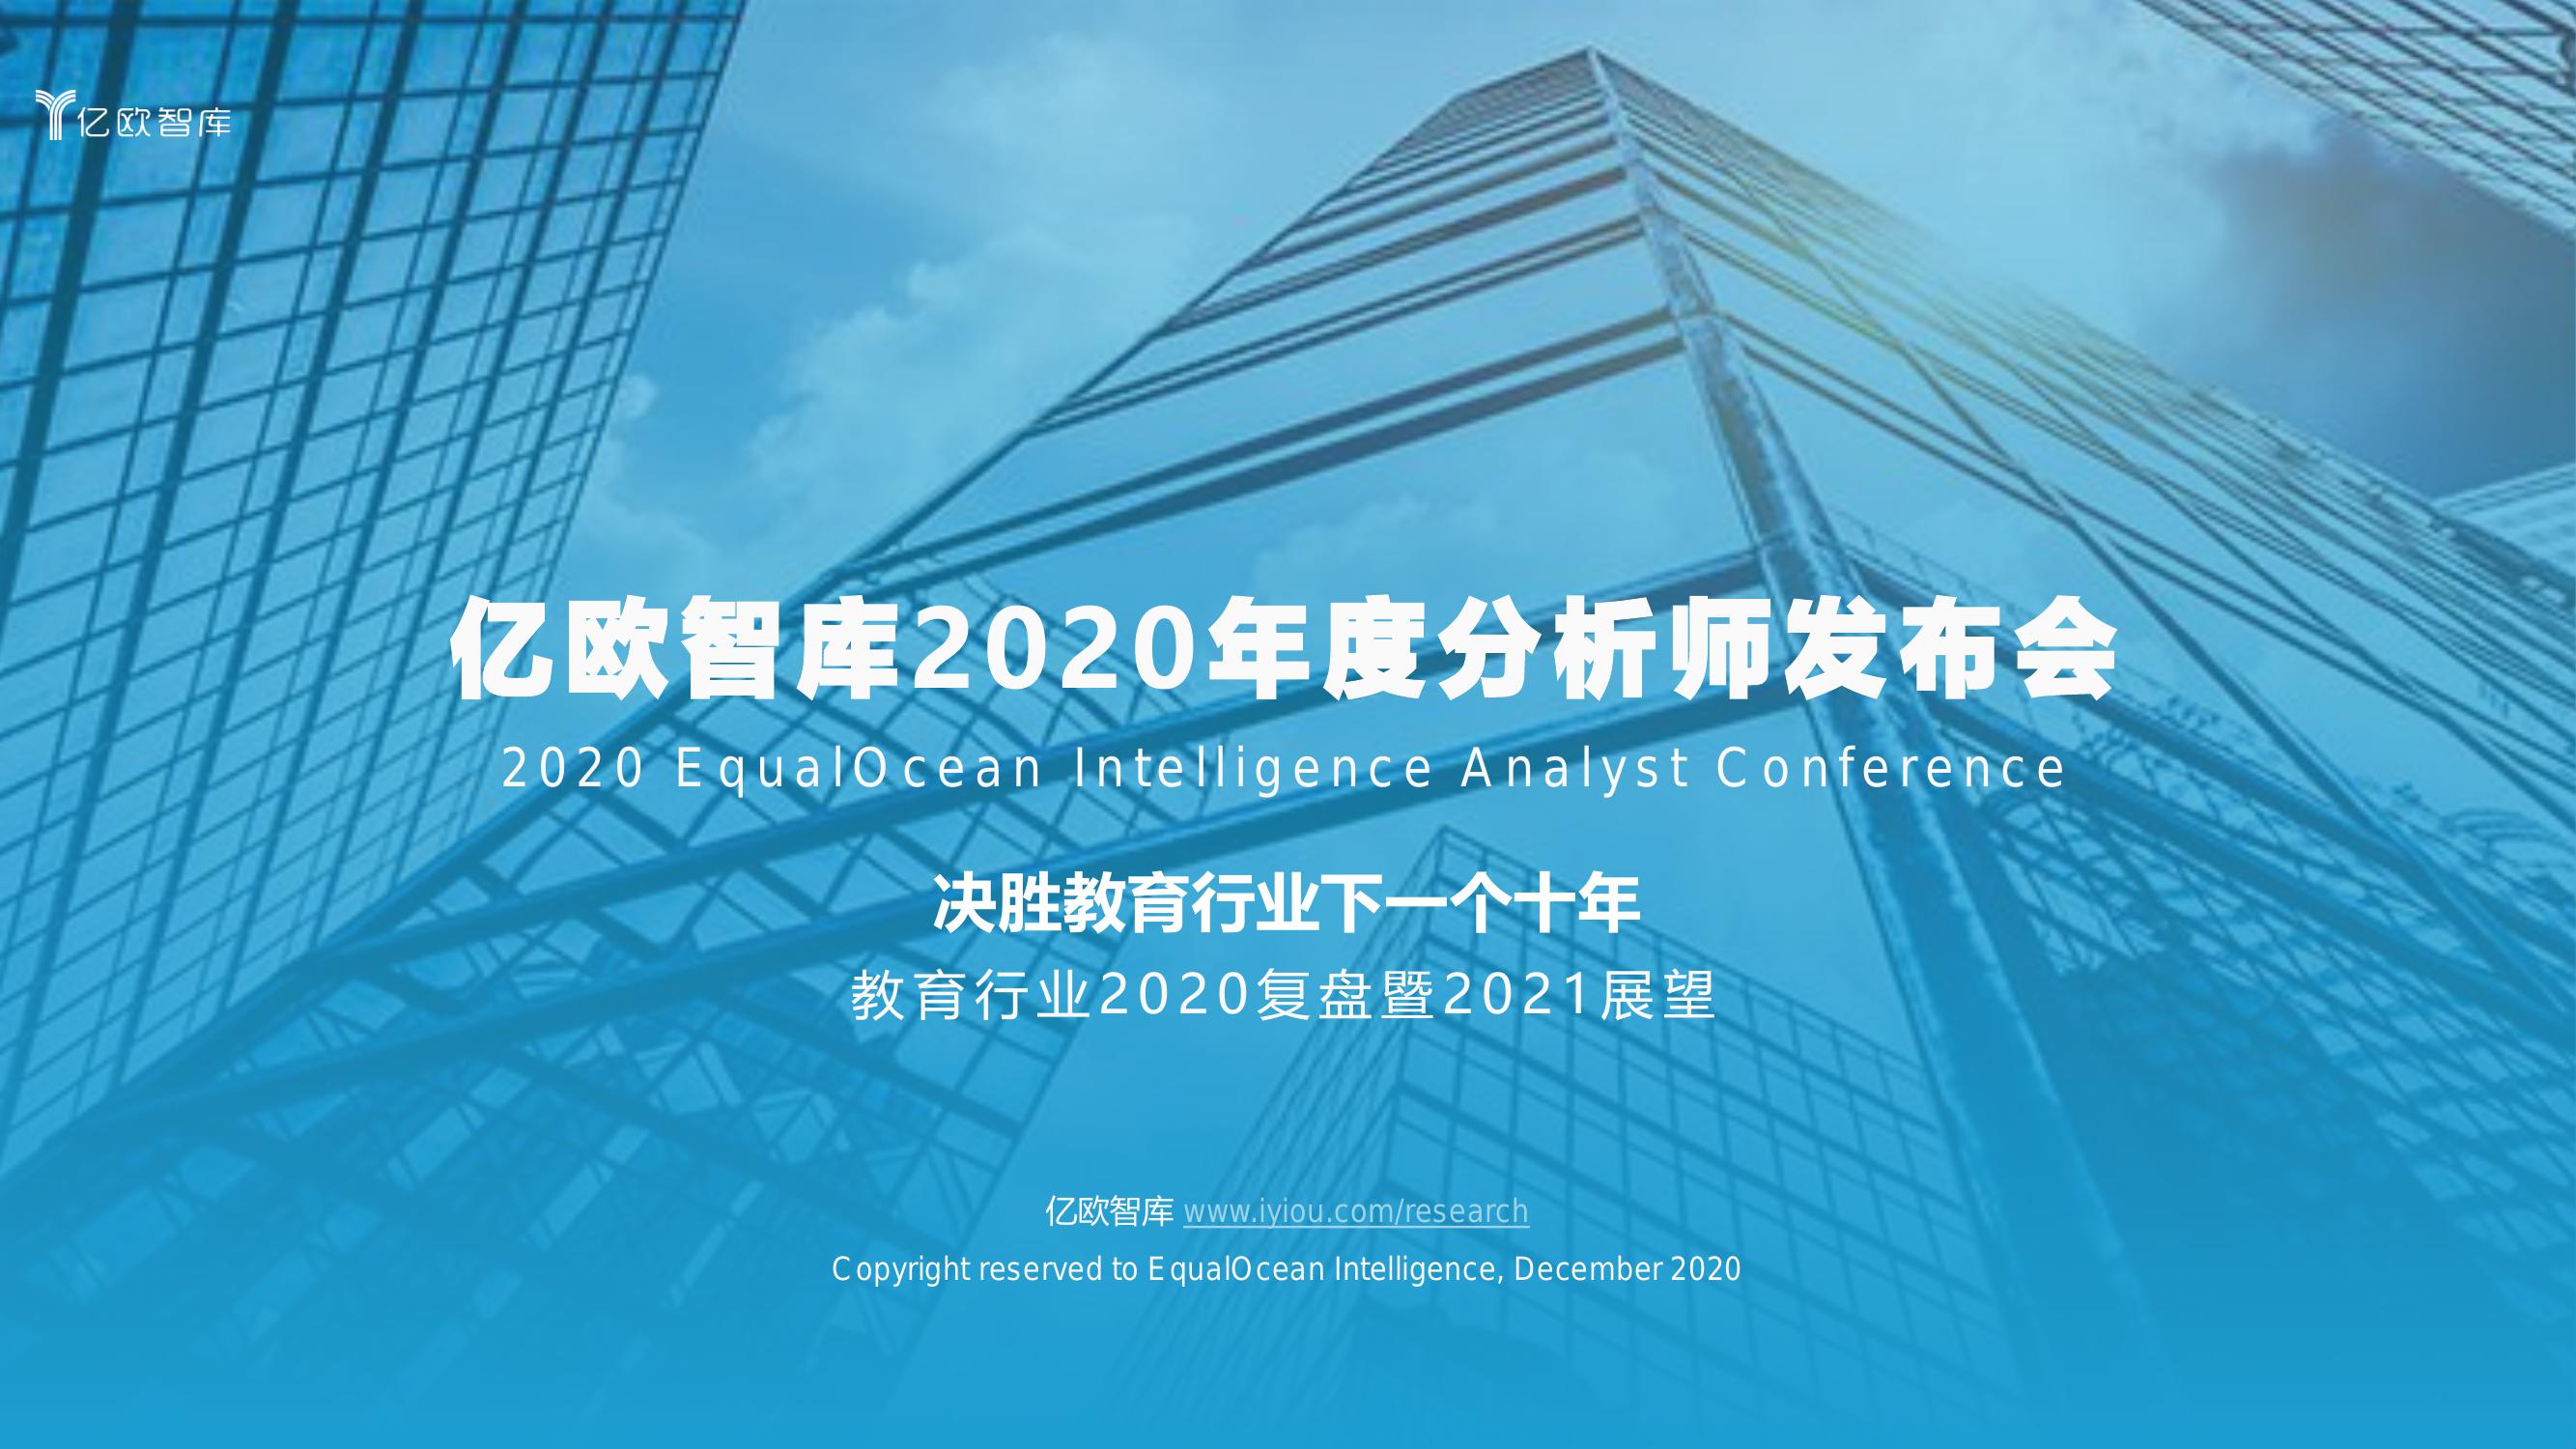 亿欧智库
亿欧智库2020年度分析师发布会
2020 EqualOcean Intelligence Analyst Conference
决胜教育行业下一个十年
教育行业2020复盘暨2021展望
亿欧智库 www.iyiou.com/research
Copyright reserved to EqualOcean Intelligence, December 2020